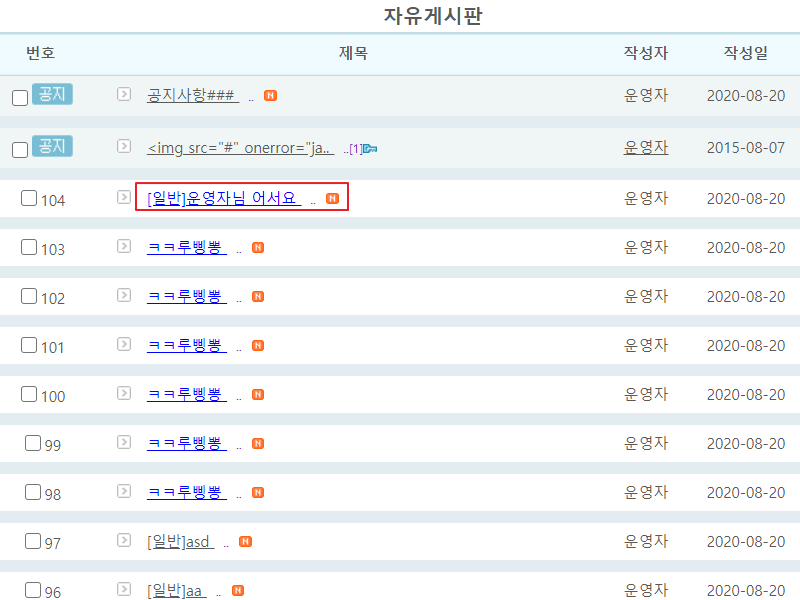 자유게시판
번호 제목 작성자 작성일
공지 공지사항### .. N 운영자 2020-08-20
공지 <img src="#" onerror="ja.. ..[1] 운영자 2015-08-07
104 [일반]운영자님 어서요 .. N 운영자 2020-08-20
103 ㅋㅋ루삥뽕 .. N 운영자 2020-08-20
102 ㅋㅋ루삥뽕 .. N 운영자 2020-08-20
101 ㅋㅋ루삥뽕 .. N 운영자 2020-08-20
100 ㅋㅋ루삥뽕 .. N 운영자 2020-08-20
99 ㅋㅋ루삥뽕 .. N 운영자 2020-08-20
98 ㅋㅋ루삥뽕 .. N 운영자 2020-08-20
97 [일반]asd .. N 운영자 2020-08-20
96 [일반]aa .. N 운영자 2020-08-20